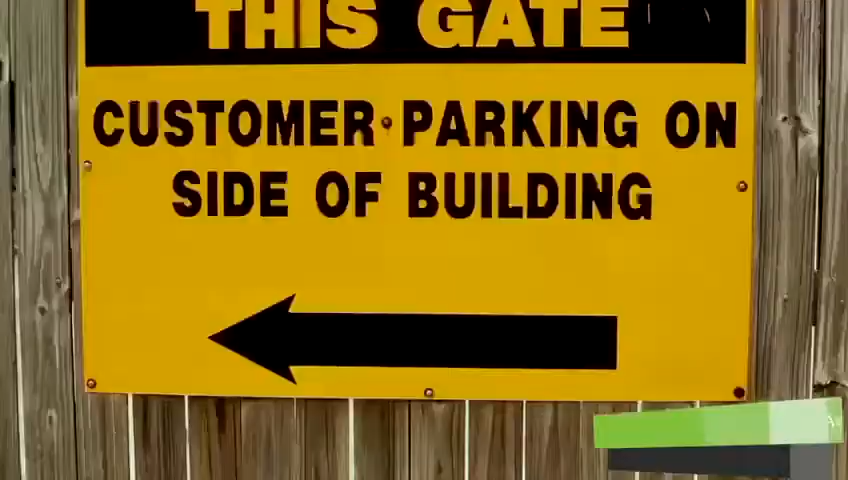 THIS GATE
CUSTOMER PARKING ON
SIDE OF BUILDING